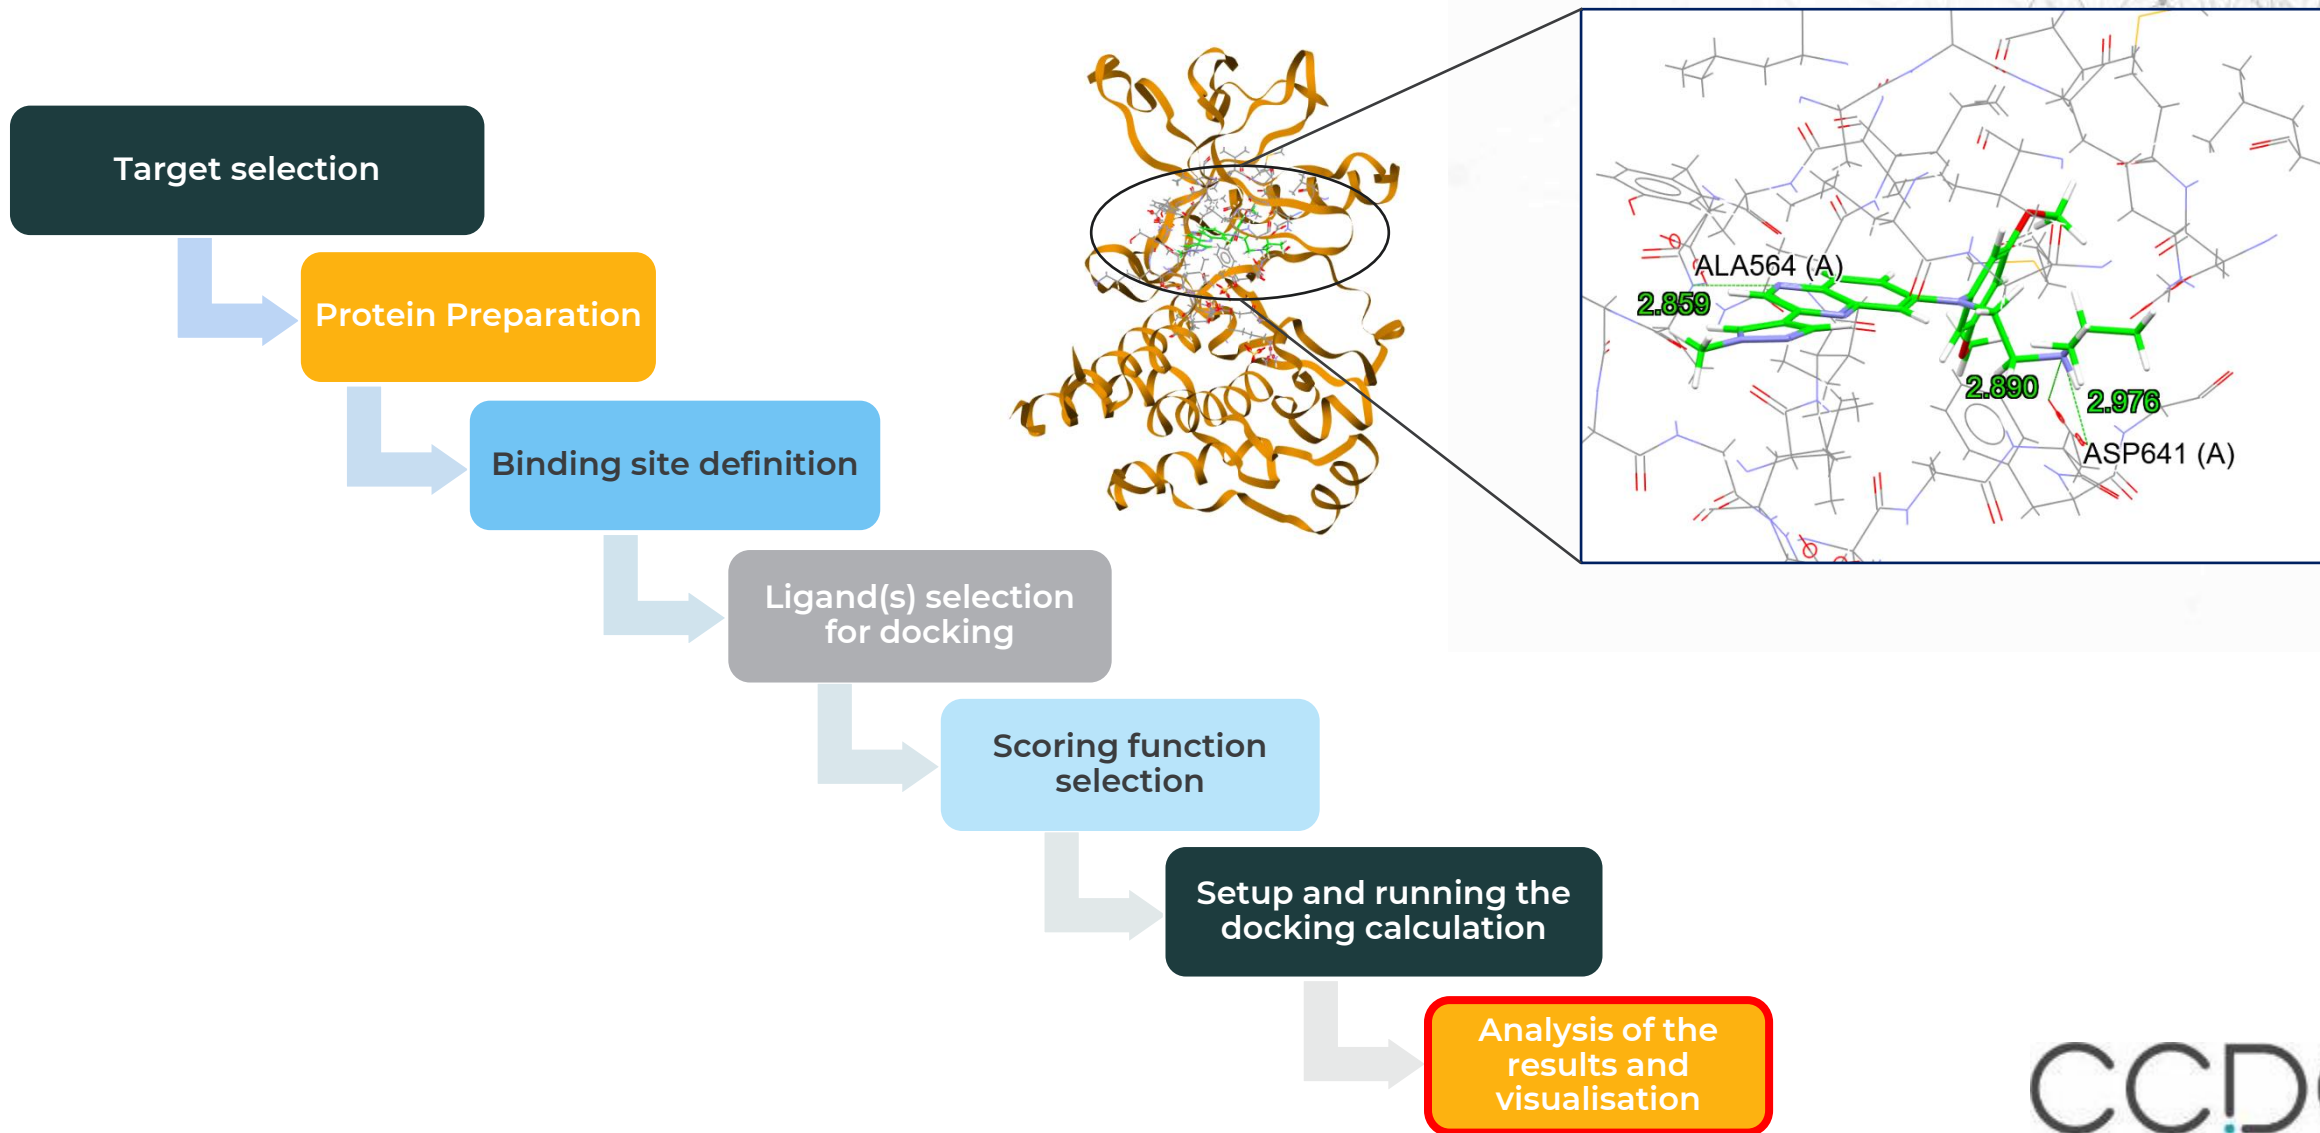 Target selection
Protein Preparation
Binding site definition
Ligand(s) selection
for docking
Scoring function
selection
Setup and running the
docking calculation
Analysis of the
results and
visualisation
ALA564 (A)
2.859
2.890
2.976
ASP641 (A)
CCD